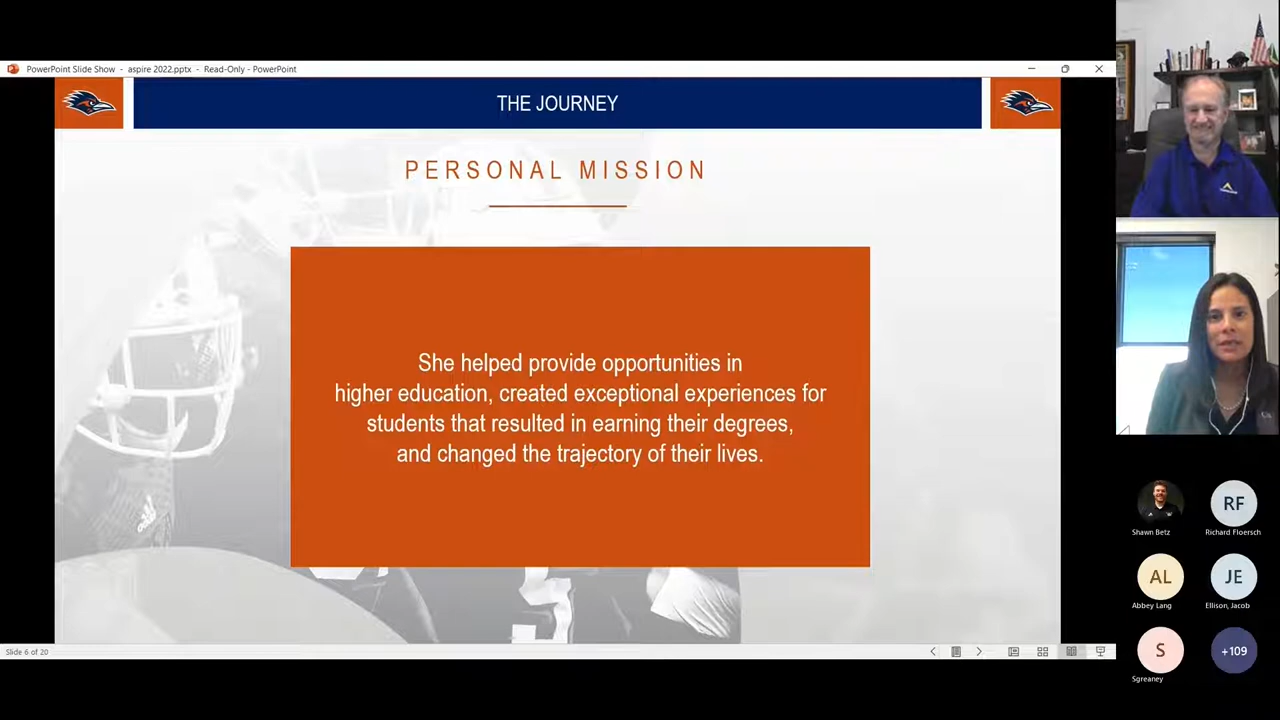 PowerPoint Slide Show - aspire 2022.pptx - Read-Only - PowerPoint
THE JOURNEY
PERSONAL MISSION
She helped provide opportunities in
higher education, created exceptional experiences for
students that resulted in earning their degrees,
and changed the trajectory of their lives.
Slide 6 of 20
RF
Shawn Betz
Richard Floersch
AL
JE
Abbey Lang
Ellison, Jacob
S
+109
Sgreaney